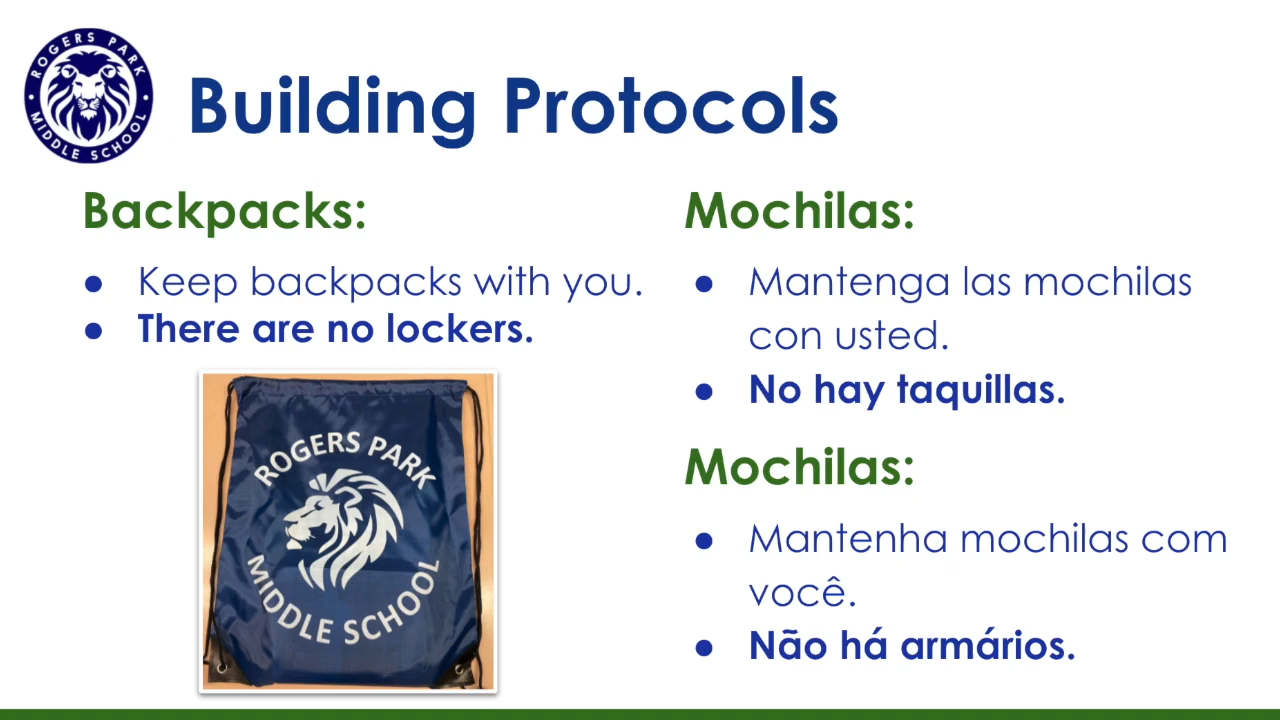 ROGERS PARK
MIDDLE SCHOOL
Building Protocols
Backpacks:
● Keep backpacks with you.
● There are no lockers.
ROGERS PARK
MIDDLE SCHOOL
Mochilas:
● Mantenga las mochilas
con usted.
● No hay taquillas.
Mochilas:
● Mantenha mochilas com
você.
● Não há armários.